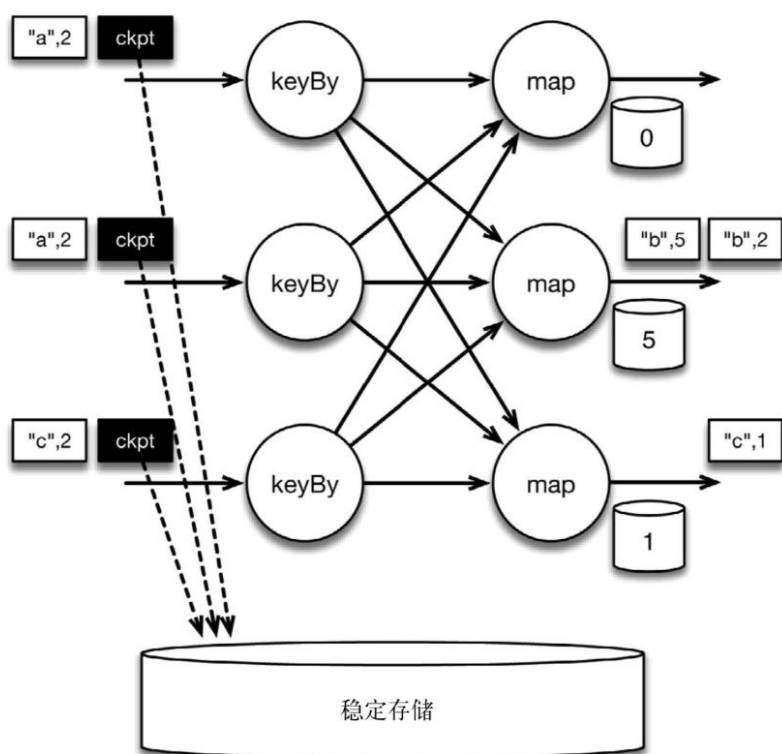 "a",2 ckpt
keyBy map
0
"a",2 ckpt "b",5 "b",2
keyBy map
5
"c",2 ckpt "c",1
keyBy map
1
稳定存储